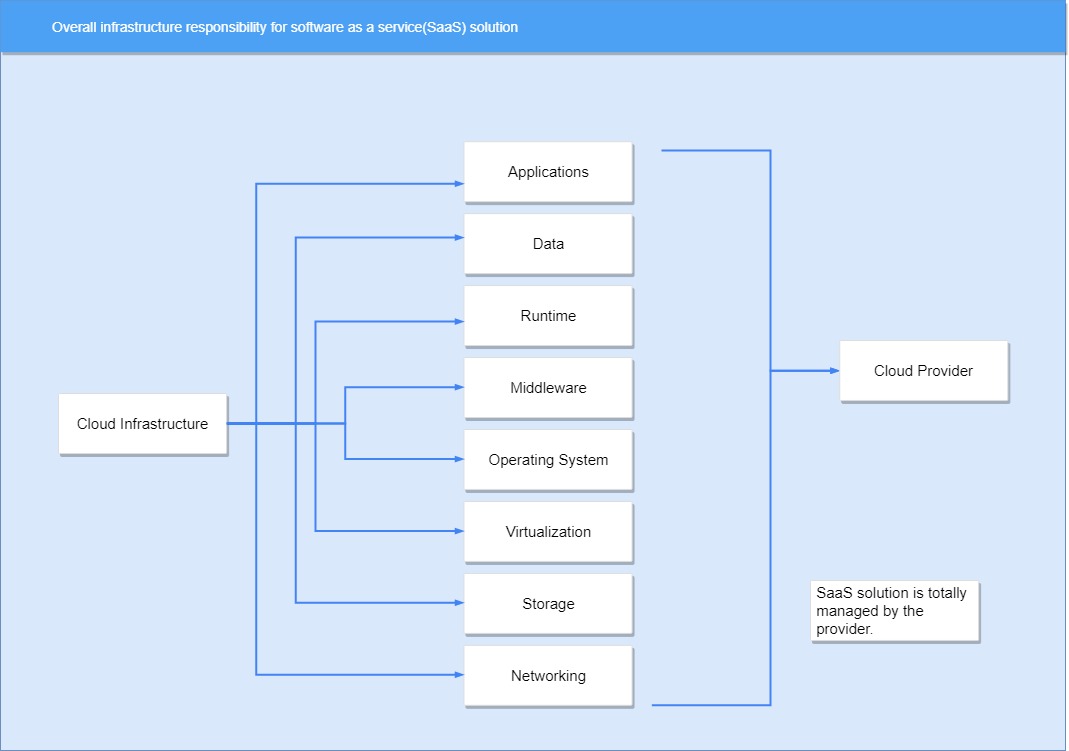 Overall infrastructure responsibility for software as a service(SaaS) solution
Applications
Data
Runtime
Middleware
Operating System
Virtualization
Storage
Networking
Cloud Infrastructure
Cloud Provider
SaaS solution is totally
managed by the
provider.